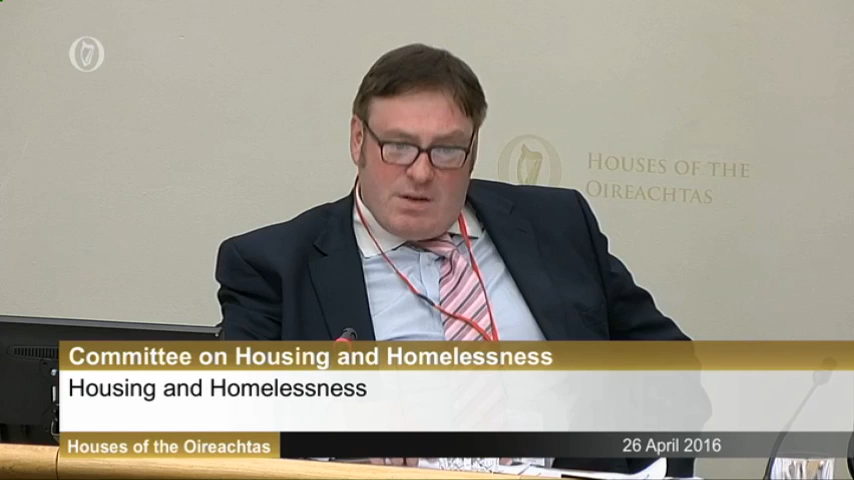 HOUSES OF THE
OIREACHTAS
Committee on Housing and Homelessness
Housing and Homelessness
Houses of the Oireachtas
26 April 2016